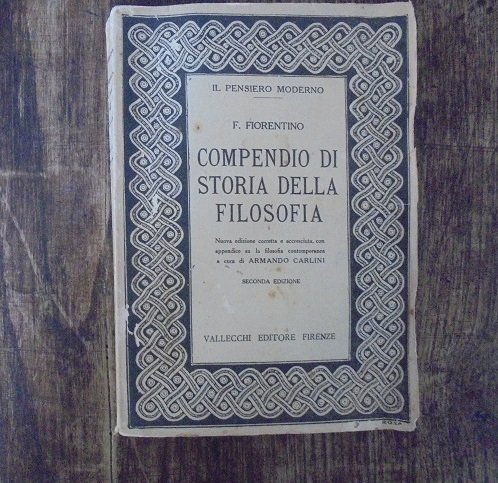 IL PENSIERO MODERNO
F. FIORENTINO
COMPENDIO DI
STORIA DELLA
FILOSOFIA
Nuova edizione corretta e accresciuta, con
appendice su la filosofia contemporanea
a cura di ARMANDO CARLINI
SECONDA EDIZIONE
VALLECCHI EDITORE FIRENZE